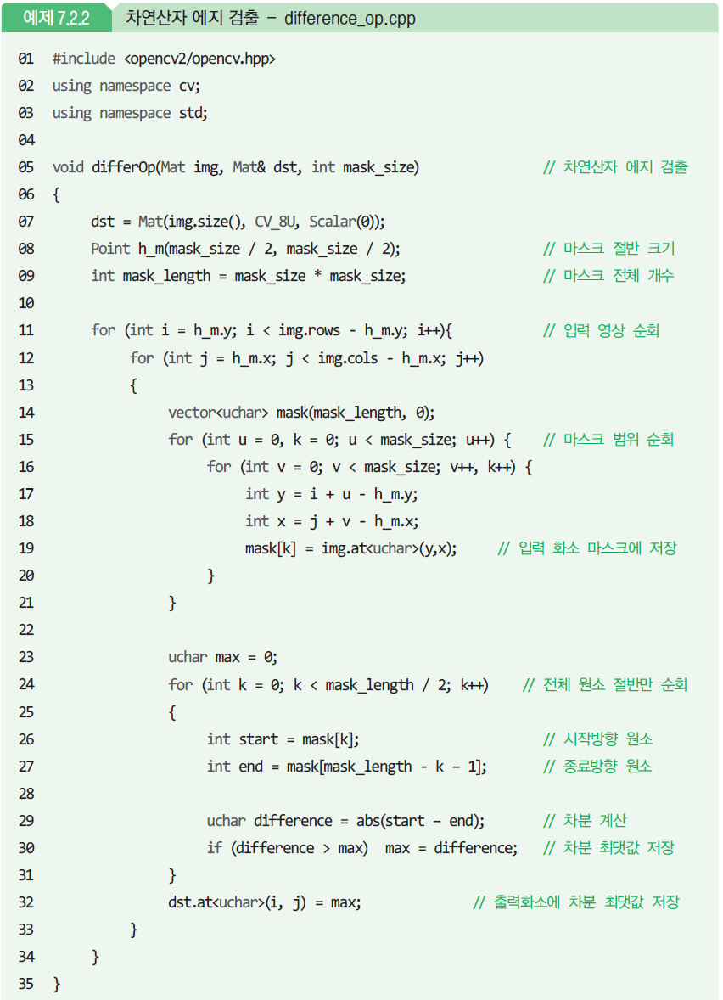 예제 7.2.2 차연산자 에지 검출 - difference_op.cpp
01 #include <opencv2/opencv.hpp>
02 using namespace cv;
03 using namespace std;
04
05 void differOp(Mat img, Mat& dst, int mask_size) // 차연산자 에지 검출
06 {
07 dst = Mat(img.size(), CV_8U, Scalar(0));
08 Point h_m(mask_size / 2, mask_size / 2); // 마스크 절반 크기
09 int mask_length = mask_size * mask_size; // 마스크 전체 개수
10
11 for (int i = h_m.y; i < img.rows - h_m.y; i++){ // 입력 영상 순회
12 for (int j = h_m.x; j < img.cols - h_m.x; j++)
13 {
14 vector<uchar> mask(mask_length, 0);
15 for (int u = 0, k = 0; u < mask_size; u++) { // 마스크 범위 순회
16 for (int v = 0; v < mask_size; v++, k++) {
17 int y = i + u - h_m.y;
18 int x = j + v - h_m.x;
19 mask[k] = img.at<uchar>(y,x); // 입력 화소 마스크에 저장
20 }
21 }
22
23 uchar max = 0;
24 for (int k = 0; k < mask_length / 2; k++) // 전체 원소 절반만 순회
25 {
26 int start = mask[k]; // 시작방향 원소
27 int end = mask[mask_length - k – 1]; // 종료방향 원소
28
29 uchar difference = abs(start – end); // 차분 계산
30 if (difference > max) max = difference; // 차분 최댓값 저장
31 }
32 dst.at<uchar>(i, j) = max; // 출력화소에 차분 최댓값 저장
33 }
34 }
35 }